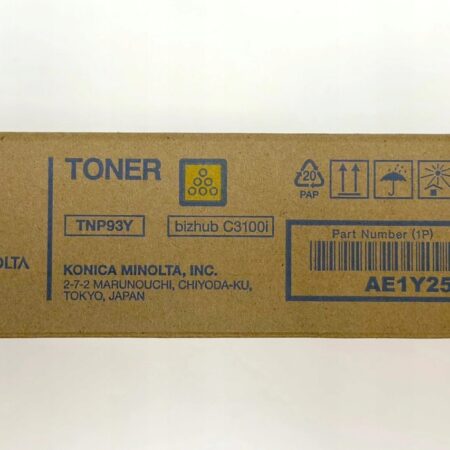 TONER
TNP93Y
bizhub C3100i
OLTA
KONICA MINOLTA, INC.
2-7-2 MARUNOUCHI, CHIYODA-KU,
TOKYO, JAPAN
20
PAP
Part Number (1P)
AE1Y25